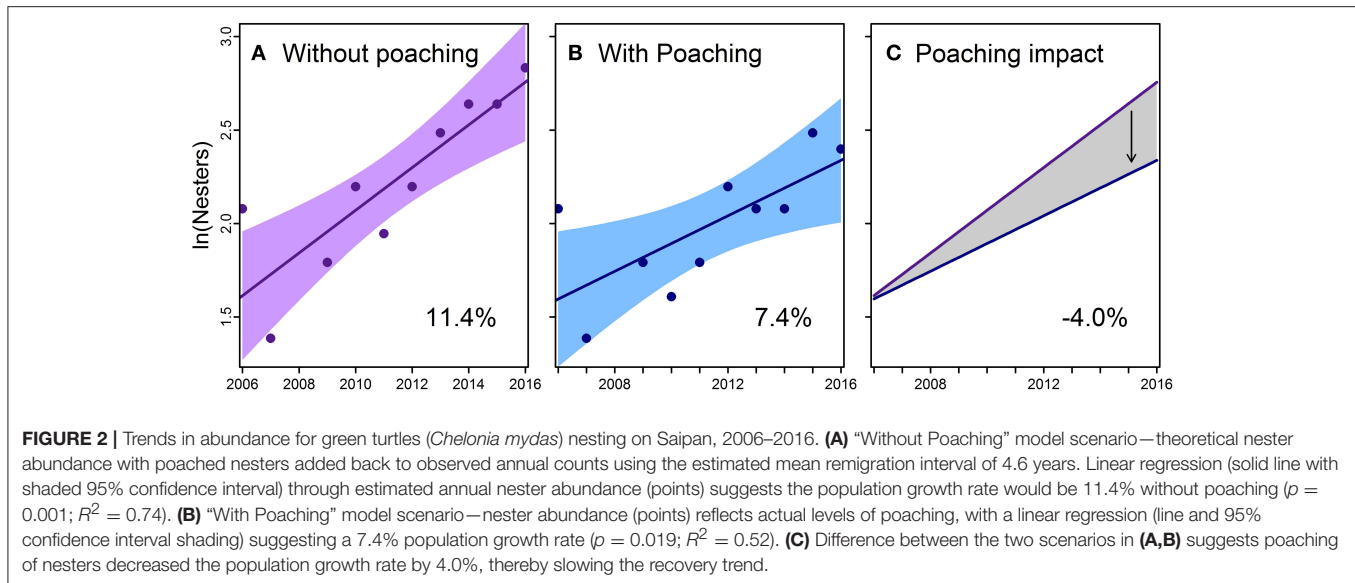 A Without poaching
B With Poaching
C Poaching impact
ln(Nesters)
3.0
2.5
2.0
1.5
11.4%
7.4%
-4.0%
2006 2008 2010 2012 2014 2016
2008 2012 2016
2008 2012 2016
FIGURE 2 | Trends in abundance for green turtles (Chelonia mydas) nesting on Saipan, 2006–2016. (A) “Without Poaching” model scenario—theoretical nester
abundance with poached nesters added back to observed annual counts using the estimated mean remigration interval of 4.6 years. Linear regression (solid line with
shaded 95% confidence interval) through estimated annual nester abundance (points) suggests the population growth rate would be 11.4% without poaching (p =
0.001; R² = 0.74). (B) “With Poaching” model scenario—nester abundance (points) reflects actual levels of poaching, with a linear regression (line and 95%
confidence interval shading) suggesting a 7.4% population growth rate (p = 0.019; R² = 0.52). (C) Difference between the two scenarios in (A,B) suggests poaching
of nesters decreased the population growth rate by 4.0%, thereby slowing the recovery trend.